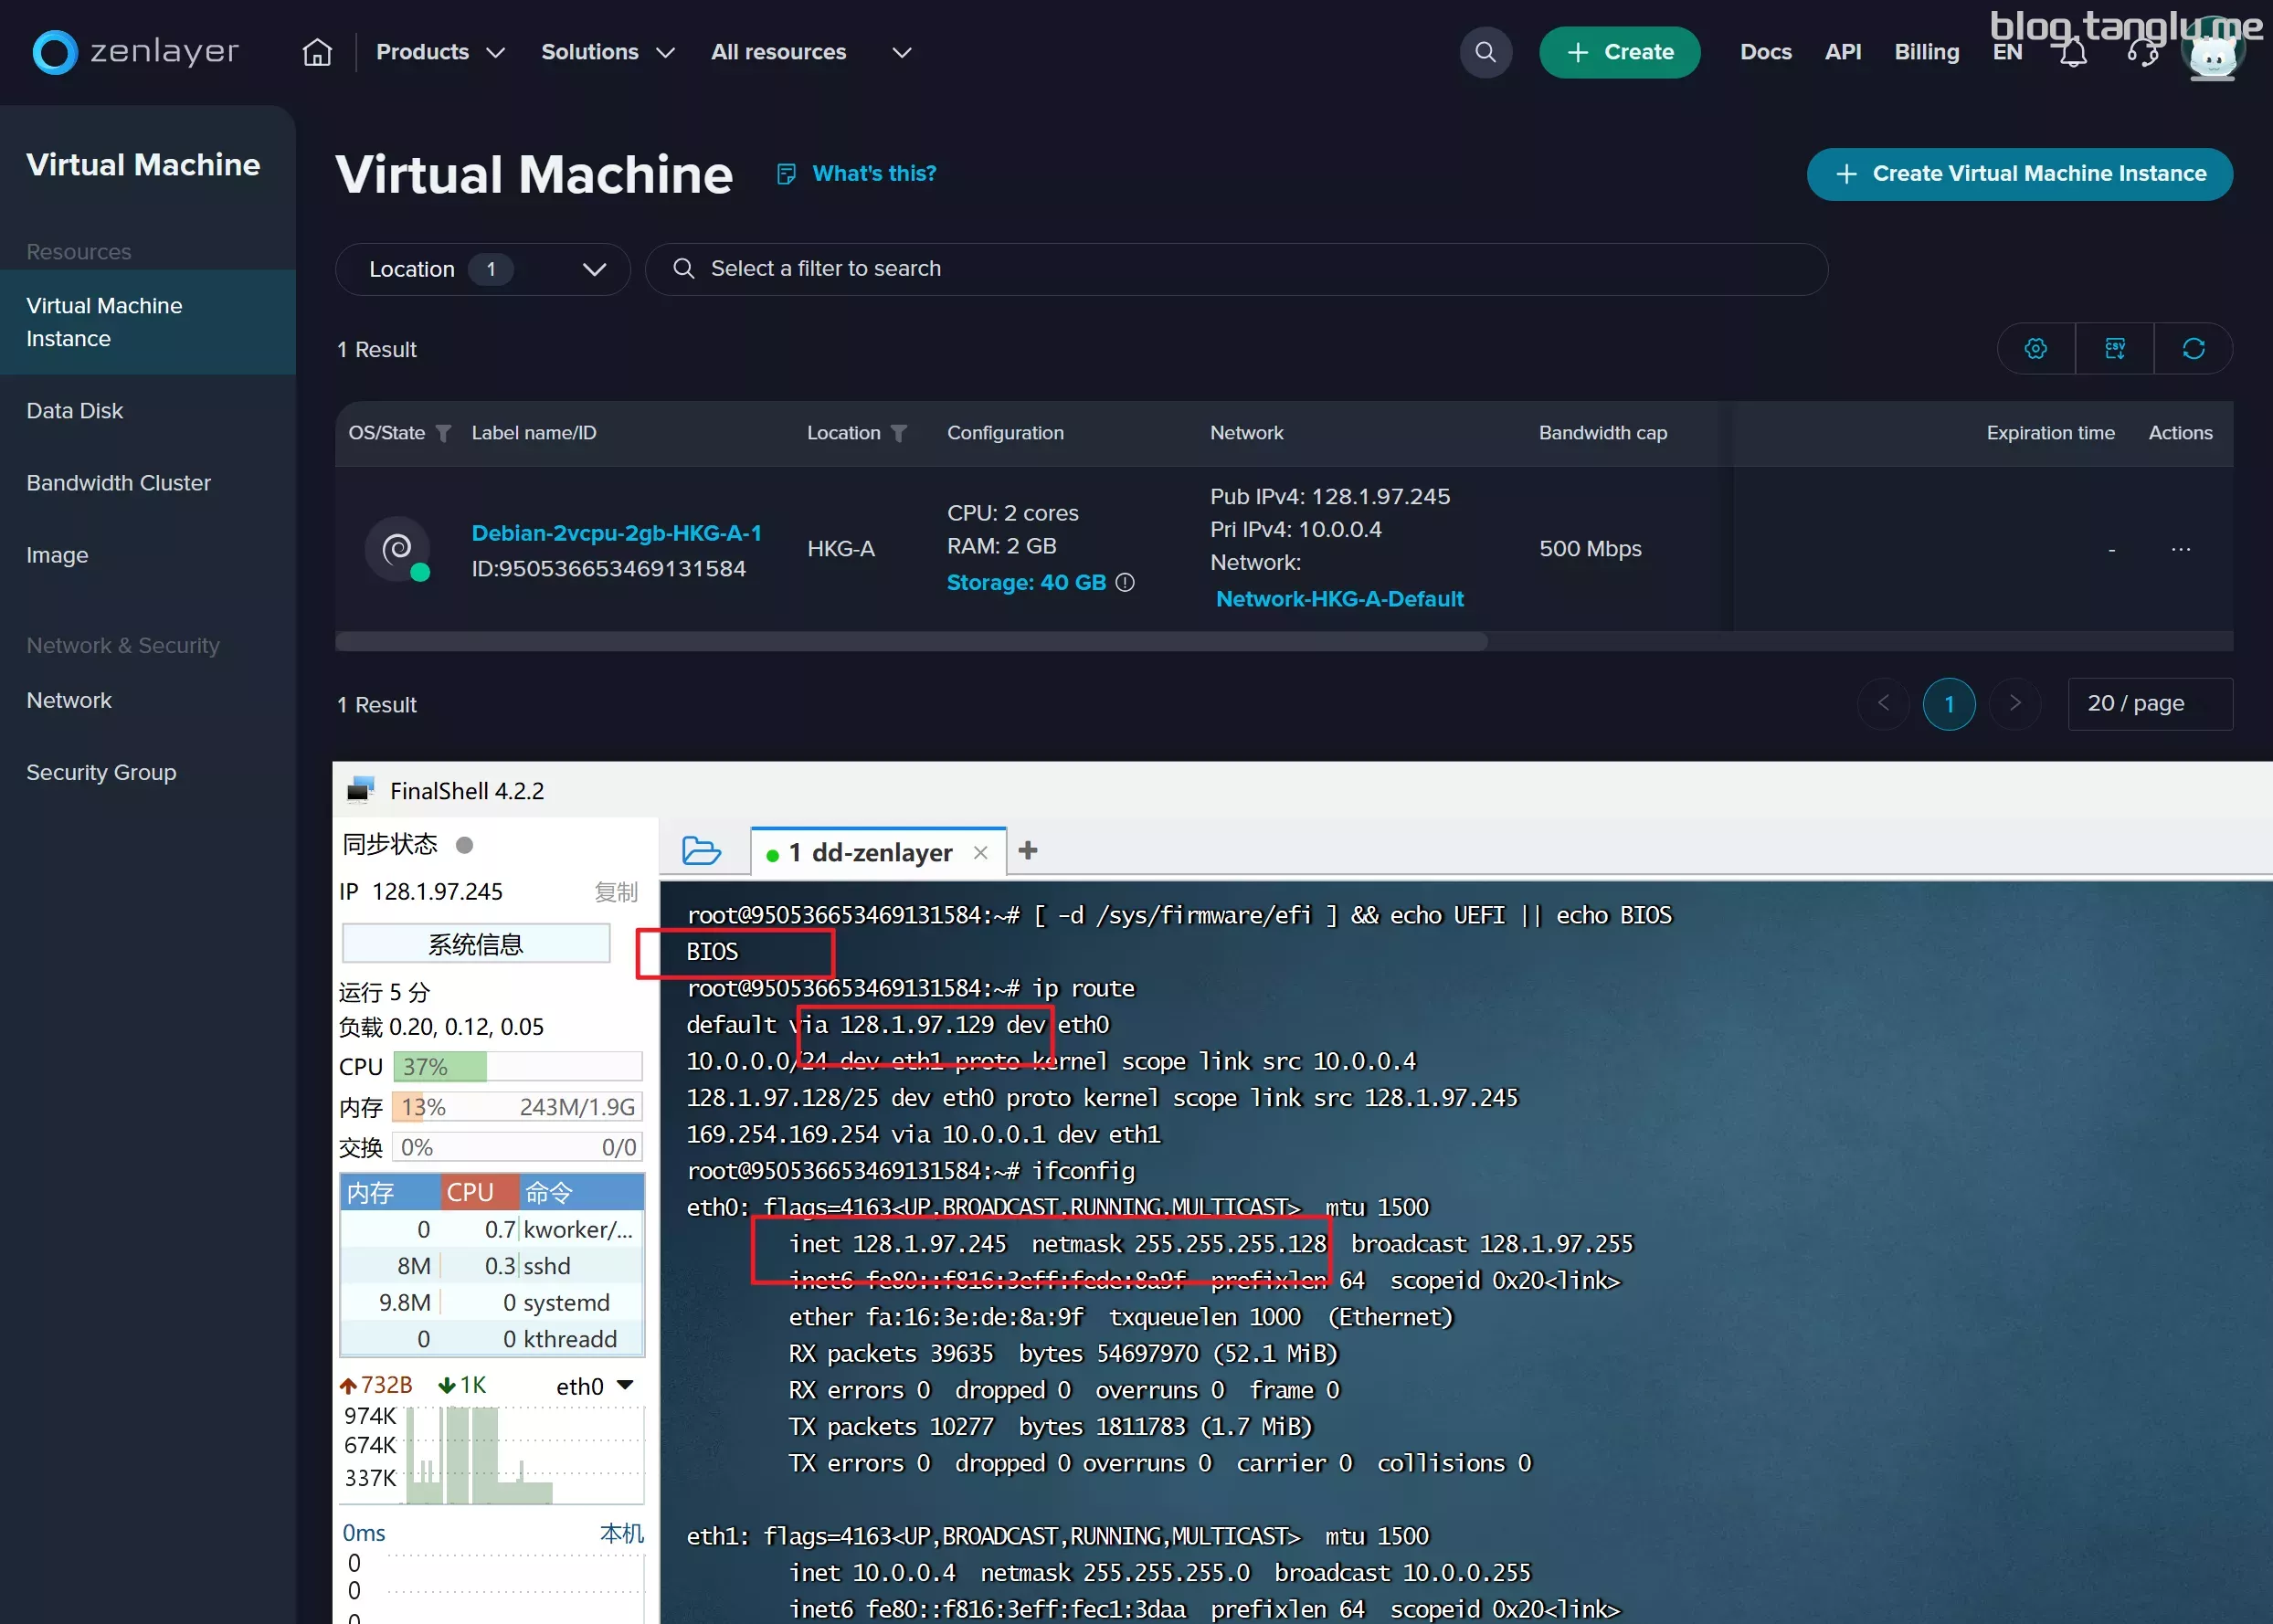 blog.tanglu.me
zenlayer
Products
Solutions
All resources
Create
Docs
API
Billing
EN
Virtual Machine
Resources
Virtual Machine
Instance
Data Disk
Bandwidth Cluster
Image
Network & Security
Network
Security Group
Virtual Machine
What's this?
Create Virtual Machine Instance
Location 1
Select a filter to search
1 Result
CSV
OS/State Label name/ID Location Configuration Network Bandwidth cap Expiration time Actions
Debian-2vcpu-2gb-HKG-A-1
ID:950536653469131584
HKG-A
CPU: 2 cores
RAM: 2 GB
Storage: 40 GB
Pub IPv4: 128.1.97.245
Pri IPv4: 10.0.0.4
Network:
Network-HKG-A-Default
500 Mbps
-
...
1 Result
1
20 / page
FinalShell 4.2.2
同步状态
IP 128.1.97.245 复制
系统信息
运行 5 分
负载 0.20, 0.12, 0.05
CPU 37%
内存 13% 243M/1.9G
交换 0% 0/0
内存 CPU 命令
0 0.7 kworker/...
8M 0.3 sshd
9.8M 0 systemd
0 0 kthreadd
732B 1K eth0
974K
674K
337K
0ms 本机
0
0
0
1 dd-zenlayer
root@950536653469131584:~# [ -d /sys/firmware/efi ] && echo UEFI || echo BIOS
BIOS
root@950536653469131584:~# ip route
default via 128.1.97.129 dev eth0
10.0.0.0/24 dev eth1 proto kernel scope link src 10.0.0.4
128.1.97.128/25 dev eth0 proto kernel scope link src 128.1.97.245
169.254.169.254 via 10.0.0.1 dev eth1
root@950536653469131584:~# ifconfig
eth0: flags=4163<UP,BROADCAST,RUNNING,MULTICAST> mtu 1500
inet 128.1.97.245 netmask 255.255.255.128 broadcast 128.1.97.255
inet6 fe80::f816:3eff:fede:8a9f prefixlen 64 scopeid 0x20<link>
ether fa:16:3e:de:8a:9f txqueuelen 1000 (Ethernet)
RX packets 39635 bytes 54697970 (52.1 MiB)
RX errors 0 dropped 0 overruns 0 frame 0
TX packets 10277 bytes 1811783 (1.7 MiB)
TX errors 0 dropped 0 overruns 0 carrier 0 collisions 0
eth1: flags=4163<UP,BROADCAST,RUNNING,MULTICAST> mtu 1500
inet 10.0.0.4 netmask 255.255.255.0 broadcast 10.0.0.255
inet6 fe80::f816:3eff:fec1:3daa prefixlen 64 scopeid 0x20<link>